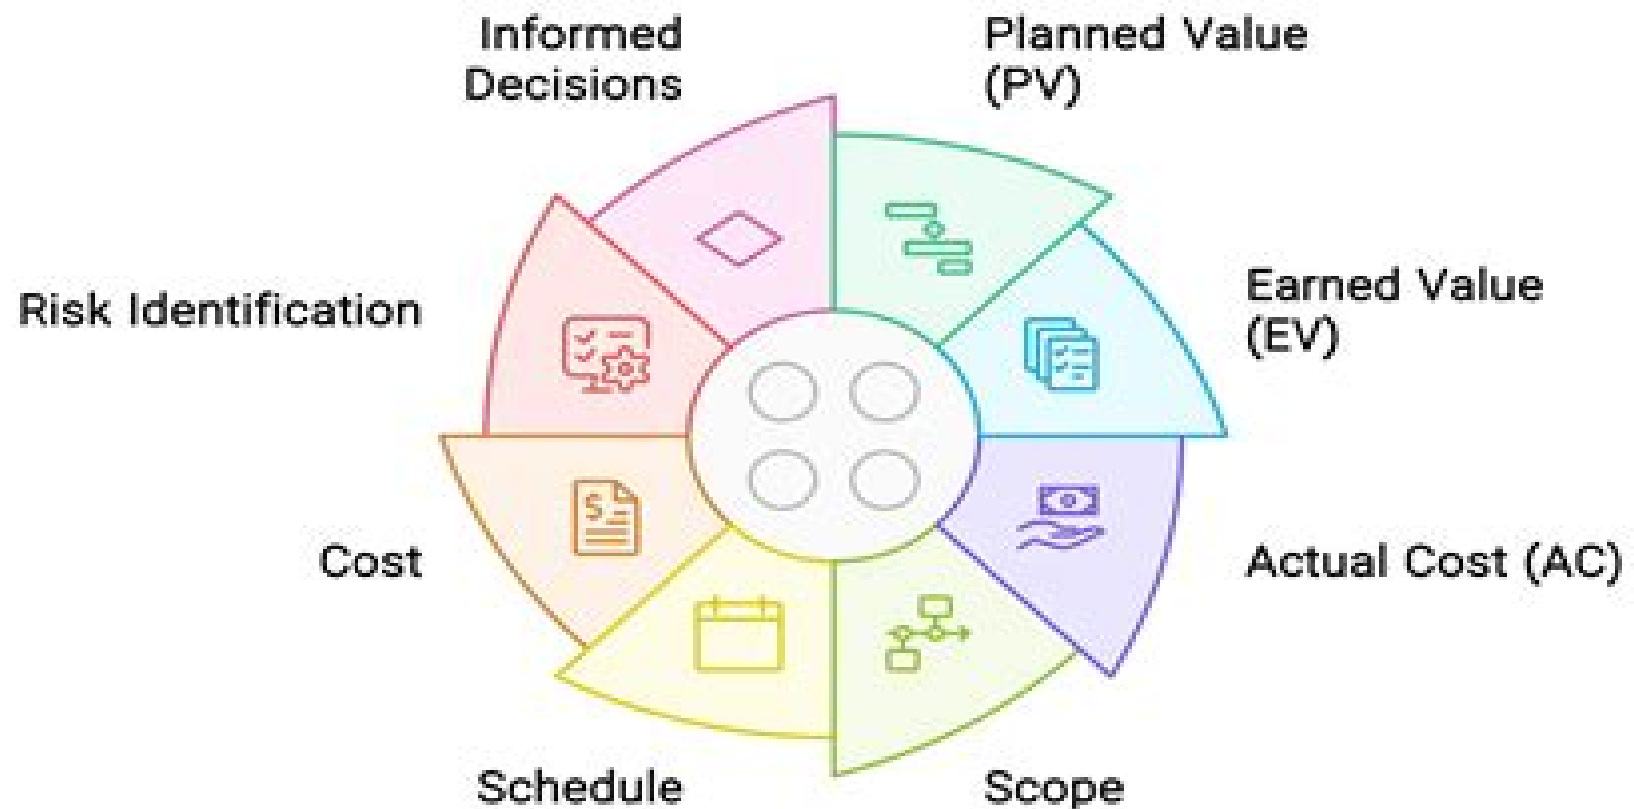 Informed
Decisions
Planned Value
(PV)
Risk Identification
Earned Value
(EV)
Cost
$
Actual Cost (AC)
Schedule
Scope